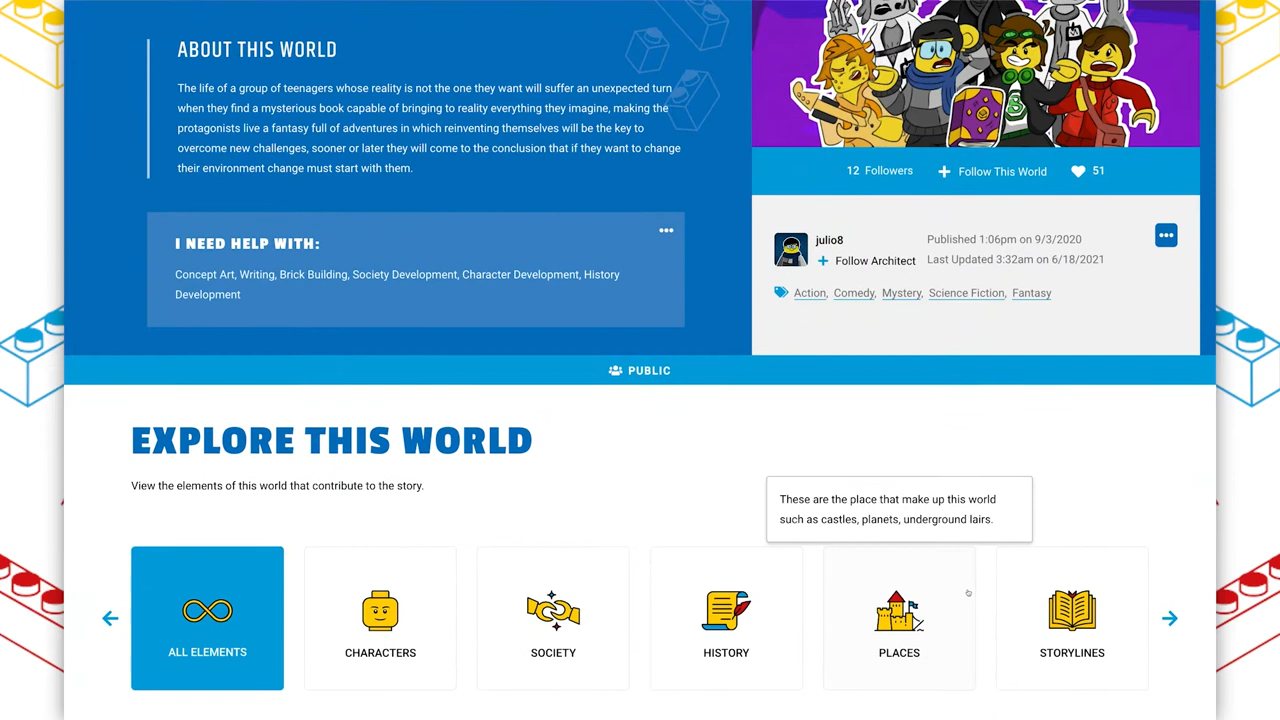 ABOUT THIS WORLD
The life of a group of teenagers whose reality is not the one they want will suffer an unexpected turn
when they find a mysterious book capable of bringing to reality everything they imagine, making the
protagonists live a fantasy full of adventures in which reinventing themselves will be the key to
overcome new challenges, sooner or later they will come to the conclusion that if they want to change
their environment change must start with them.
I NEED HELP WITH:
Concept Art, Writing, Brick Building, Society Development, Character Development, History
Development
12 Followers
Follow This World
51
julio8
Follow Architect
Published 1:06pm on 9/3/2020
Last Updated 3:32am on 6/18/2021
Action, Comedy, Mystery, Science Fiction, Fantasy
PUBLIC
EXPLORE THIS WORLD
View the elements of this world that contribute to the story.
These are the place that make up this world
such as castles, planets, underground lairs.
ALL ELEMENTS
CHARACTERS
SOCIETY
HISTORY
PLACES
STORYLINES